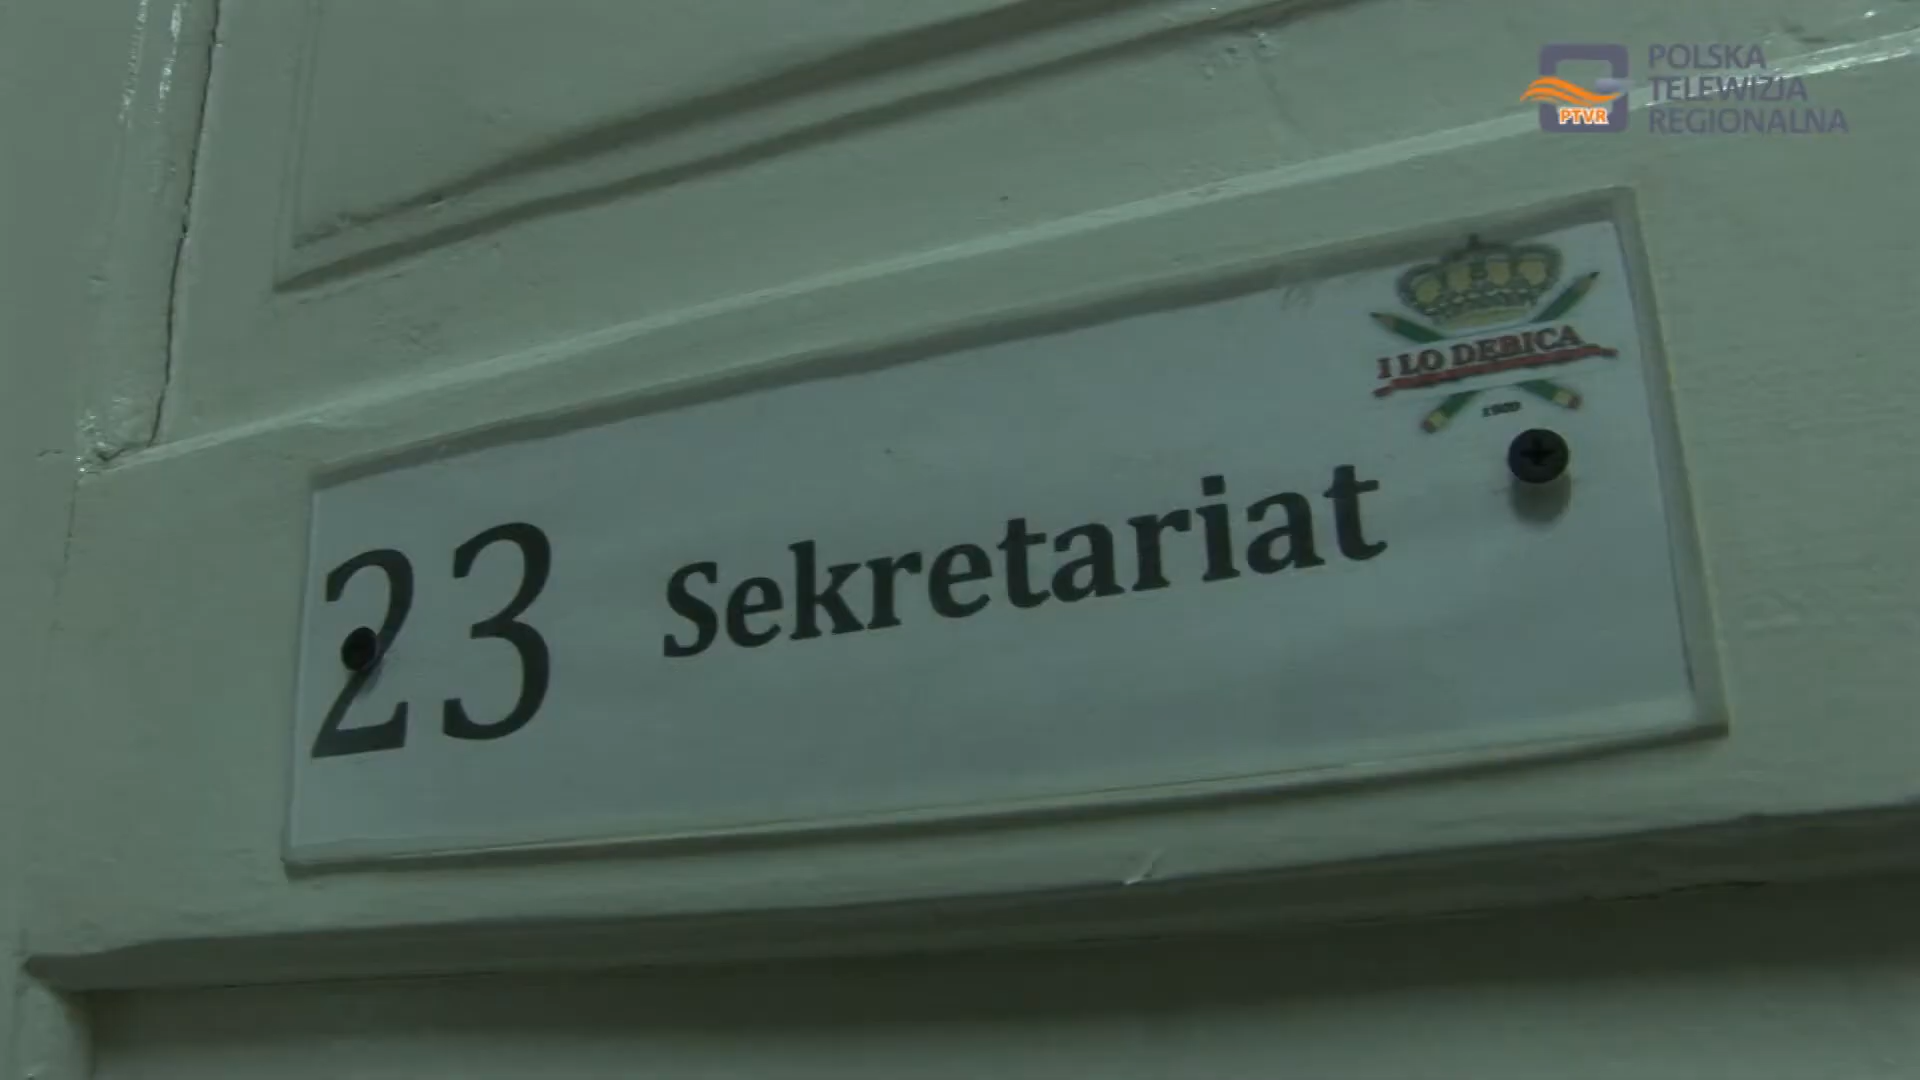 POLSKA
TELEWIZJA
REGIONALNA
PTVR
I LO DEBICA
23 Sekretariat